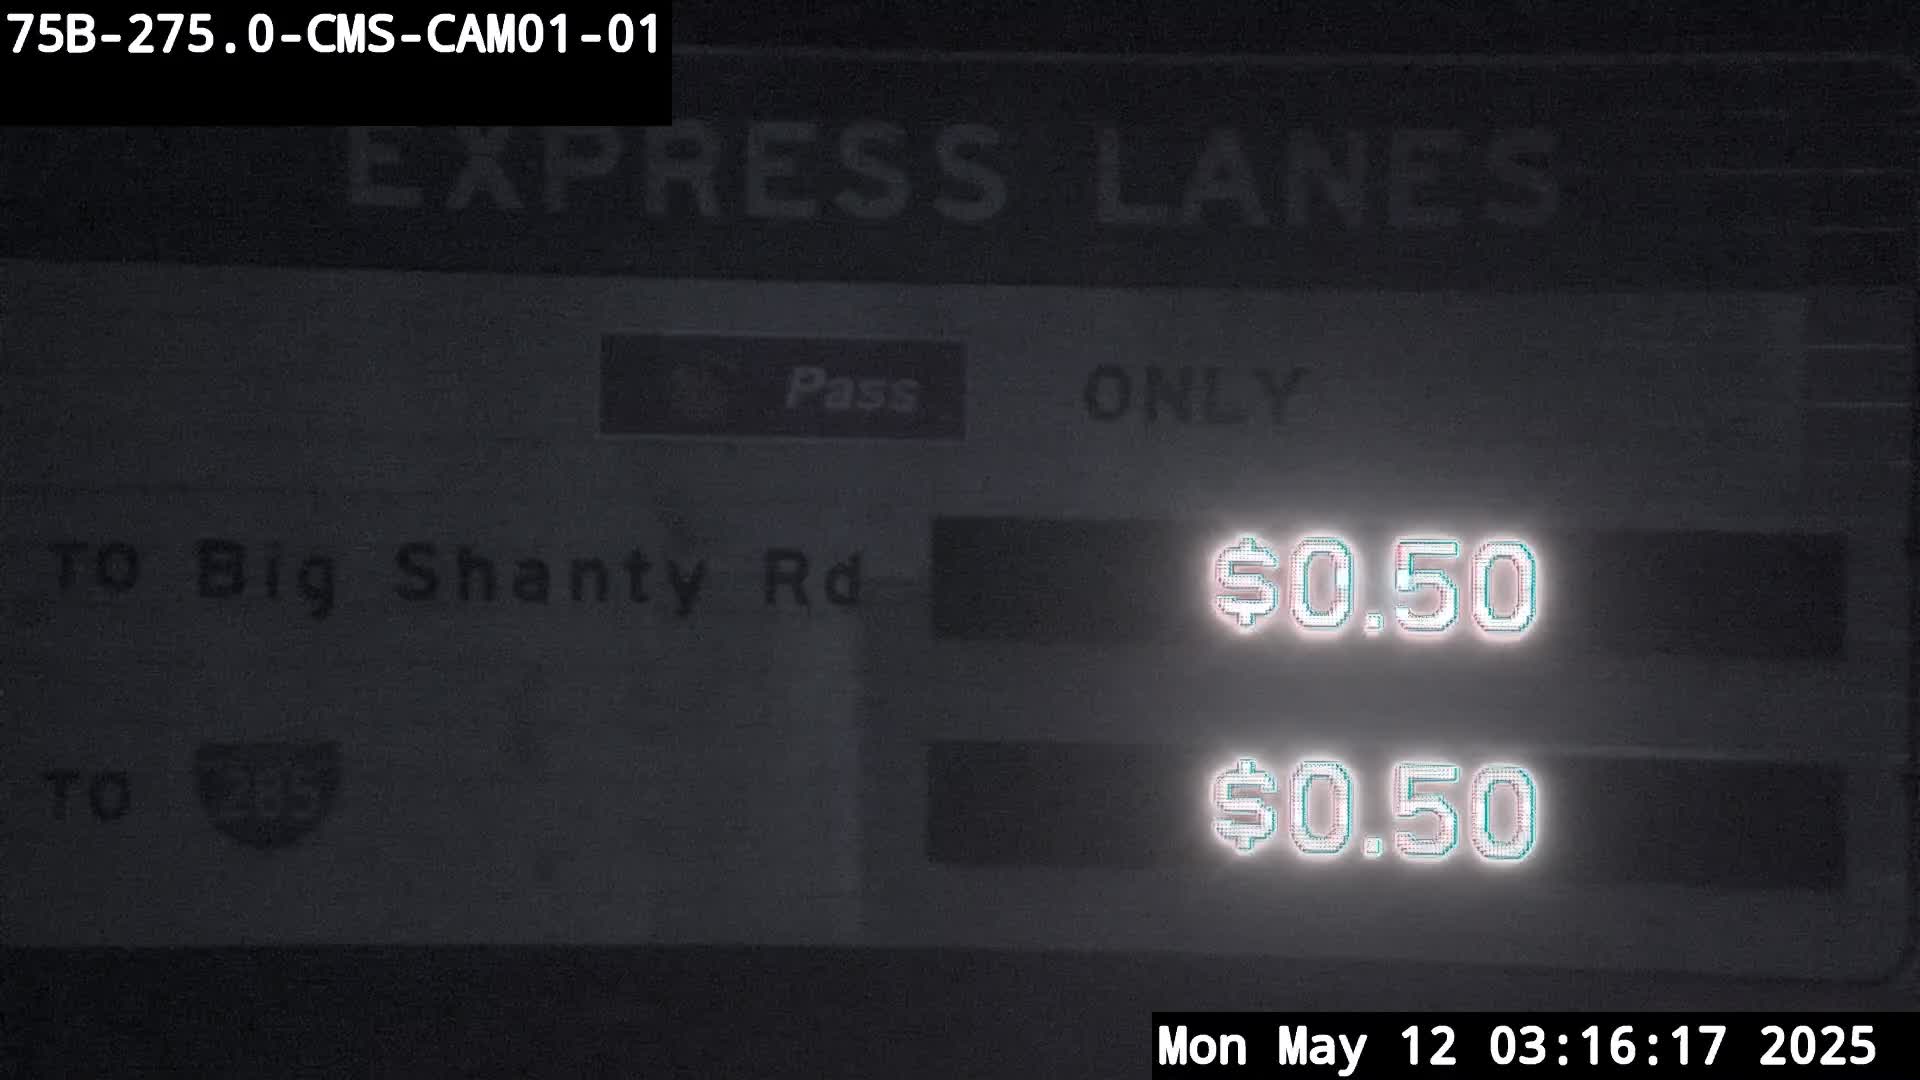 75B-275.0-CMS-CAM01-01
EXPRESS LANES
Pass ONLY
TO Big Shanty Rd $0.50
TO 285 $0.50
Mon May 12 03:16:17 2025